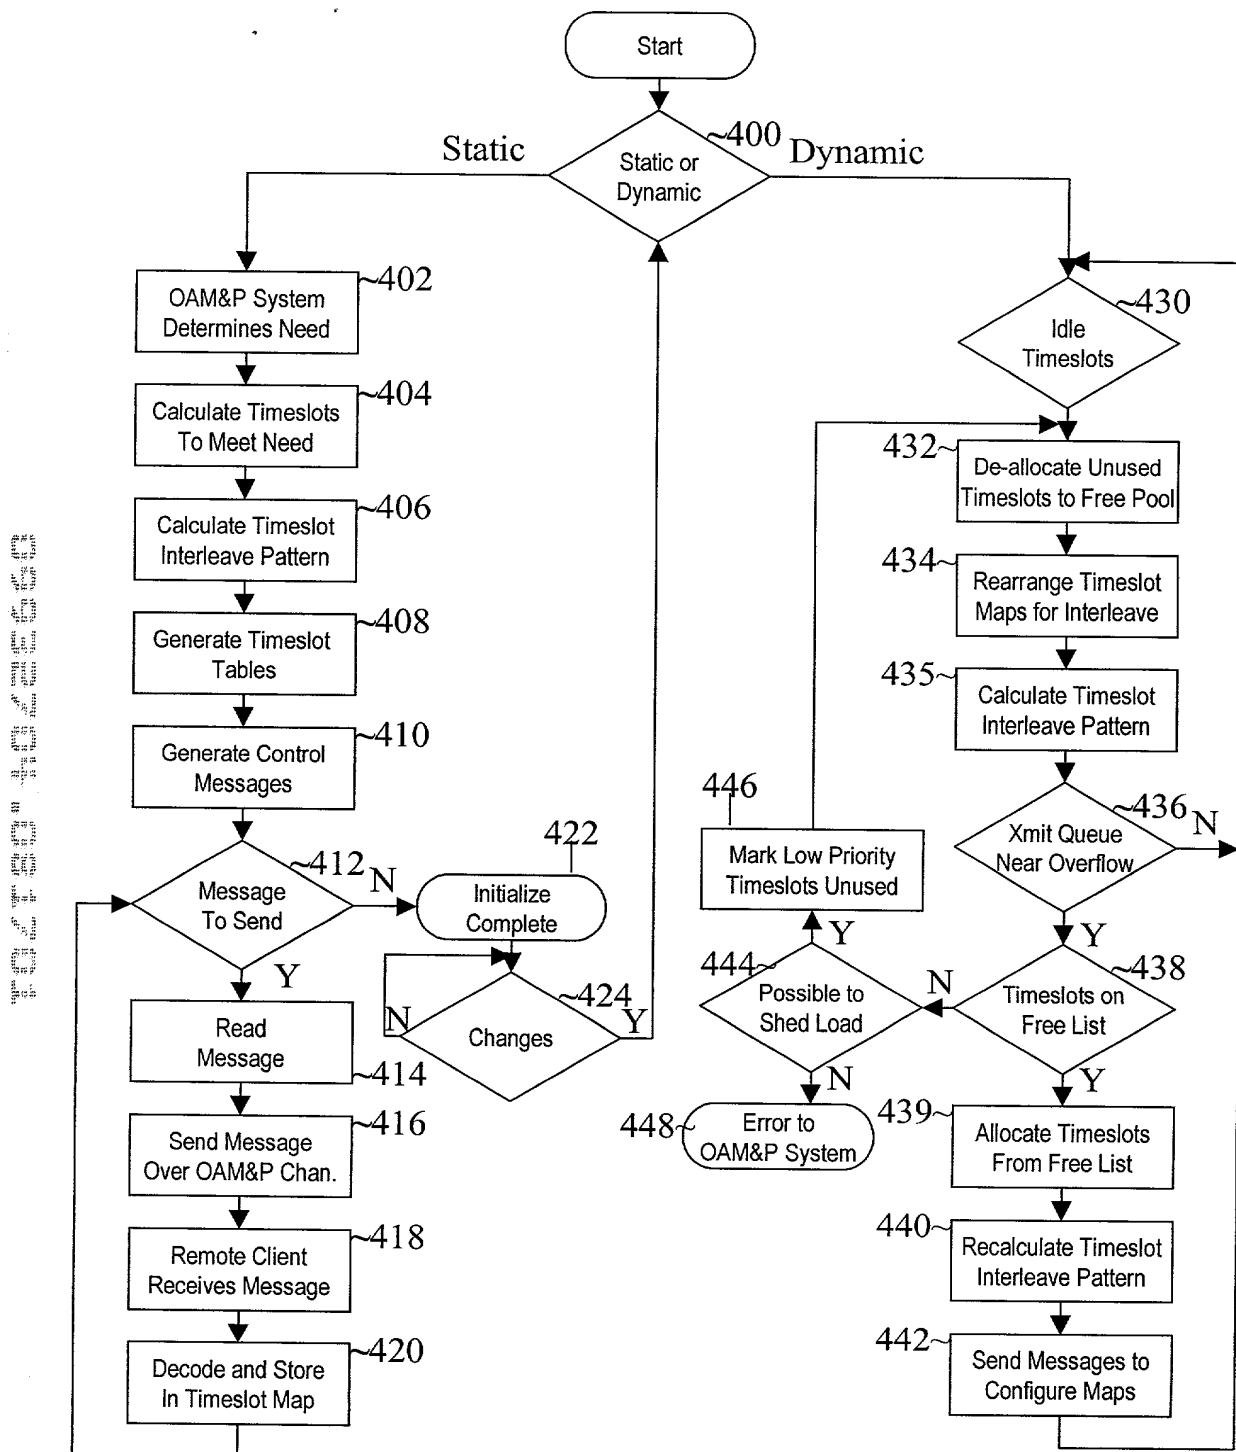 Start
400
Static or
Dynamic
Static
Dynamic
402
OAM&P System
Determines Need
404
Calculate Timeslots
To Meet Need
406
Calculate Timeslot
Interleave Pattern
408
Generate Timeslot
Tables
410
Generate Control
Messages
412
Message
To Send
N
Y
422
Initialize
Complete
424
Changes
N
Y
Read
Message
414
416
Send Message
Over OAM&P Chan.
418
Remote Client
Receives Message
420
Decode and Store
In Timeslot Map
430
Idle
Timeslots
432
De-allocate Unused
Timeslots to Free Pool
434
Rearrange Timeslot
Maps for Interleave
435
Calculate Timeslot
Interleave Pattern
436
Xmit Queue
Near Overflow
N
Y
438
Timeslots on
Free List
N
Y
446
Mark Low Priority
Timeslots Unused
Y
444
Possible to
Shed Load
N
448
Error to
OAM&P System
439
Allocate Timeslots
From Free List
440
Recalculate Timeslot
Interleave Pattern
442
Send Messages to
Configure Maps